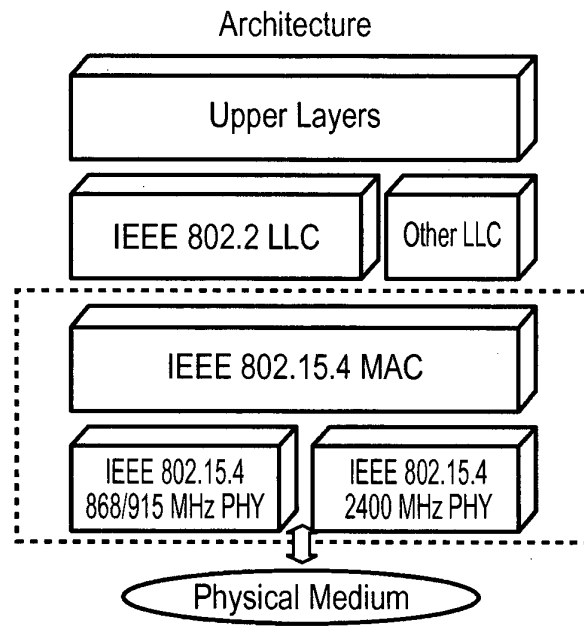 Architecture
Upper Layers
IEEE 802.2 LLC
Other LLC
IEEE 802.15.4 MAC
IEEE 802.15.4
868/915 MHz PHY
IEEE 802.15.4
2400 MHz PHY
Physical Medium